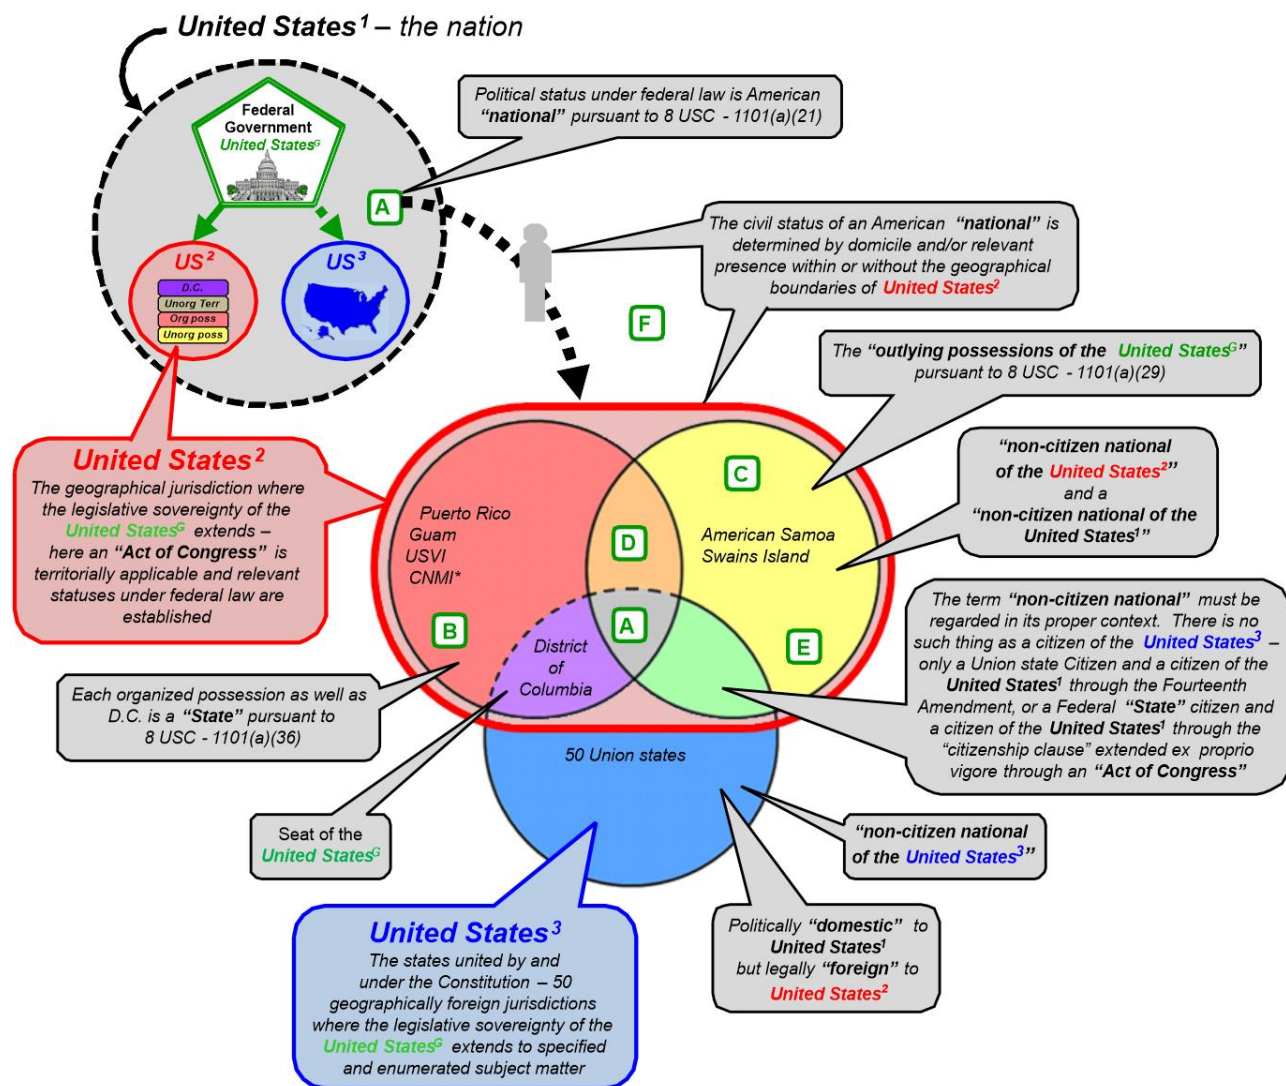 United States¹ – the nation
Federal
Government
United Statesᴳ
A
US²
D.C.
Unorg Terr
Org poss
Unorg poss
US³
Political status under federal law is American
“national” pursuant to 8 USC - 1101(a)(21)
The civil status of an American “national” is
determined by domicile and/or relevant
presence within or without the geographical
boundaries of United States²
F
The “outlying possessions of the United Statesᴳ”
pursuant to 8 USC - 1101(a)(29)
United States²
The geographical jurisdiction where
the legislative sovereignty of the
United Statesᴳ extends –
here an “Act of Congress” is
territorially applicable and relevant
statuses under federal law are
established
“non-citizen national
of the United States²”
and a
“non-citizen national of the
United States¹”
Puerto Rico
Guam
USVI
CNMI*
B
C
D
American Samoa
Swains Island
A
E
District
of
Columbia
The term “non-citizen national” must be
regarded in its proper context. There is no
such thing as a citizen of the United States³ –
only a Union state Citizen and a citizen of the
United States¹ through the Fourteenth
Amendment, or a Federal “State” citizen and
a citizen of the United States¹ through the
“citizenship clause” extended ex proprio
vigore through an “Act of Congress”
Each organized possession as well as
D.C. is a “State” pursuant to
8 USC - 1101(a)(36)
50 Union states
Seat of the
United Statesᴳ
“non-citizen national
of the United States³”
United States³
The states united by and
under the Constitution – 50
geographically foreign jurisdictions
where the legislative sovereignty of the
United Statesᴳ extends to specified
and enumerated subject matter
Politically “domestic” to
United States¹
but legally “foreign” to
United States²